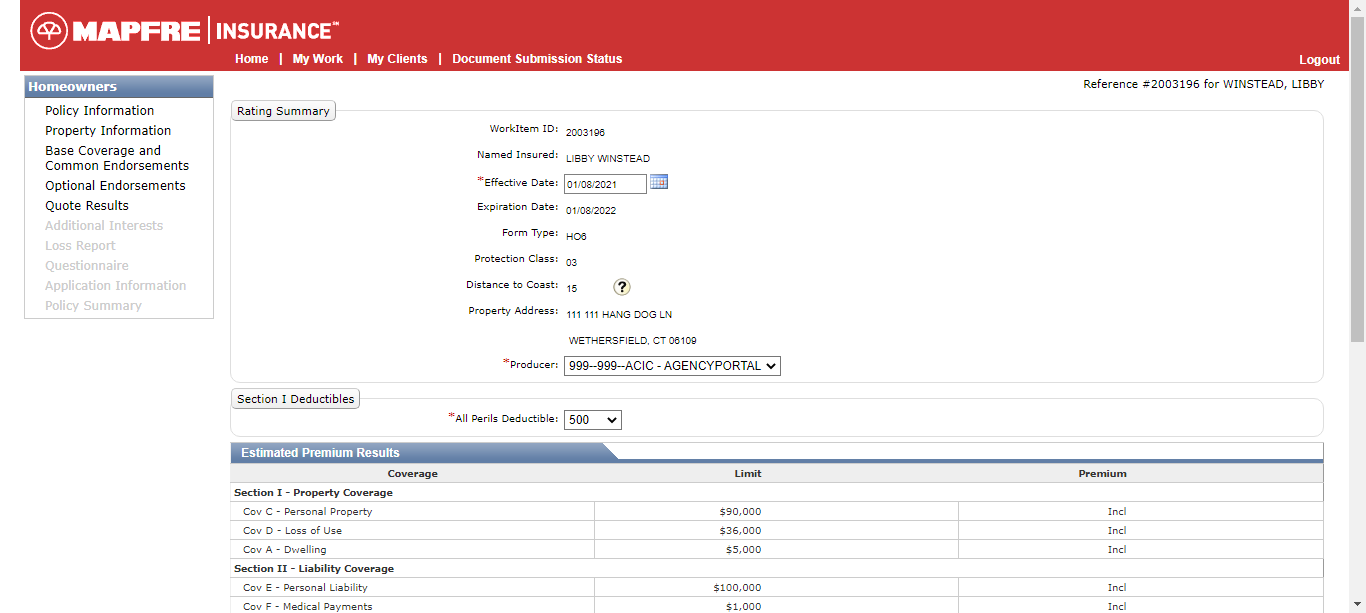 MAPFRE | INSURANCE℠
Home | My Work | My Clients | Document Submission Status
Logout
Reference #2003196 for WINSTEAD, LIBBY
Homeowners
Policy Information
Property Information
Base Coverage and
Common Endorsements
Optional Endorsements
Quote Results
Additional Interests
Loss Report
Questionnaire
Application Information
Policy Summary
Rating Summary
WorkItem ID: 2003196
Named Insured: LIBBY WINSTEAD
*Effective Date: 01/08/2021
Expiration Date: 01/08/2022
Form Type: HO6
Protection Class: 03
Distance to Coast: 15 ?
Property Address: 111 111 HANG DOG LN
WETHERSFIELD, CT 06109
*Producer: 999--999--ACIC - AGENCYPORTAL
Section I Deductibles
*All Perils Deductible: 500
Estimated Premium Results
Coverage Limit Premium
Section I - Property Coverage
Cov C - Personal Property $90,000 Incl
Cov D - Loss of Use $36,000 Incl
Cov A - Dwelling $5,000 Incl
Section II - Liability Coverage
Cov E - Personal Liability $100,000 Incl
Cov F - Medical Payments $1,000 Incl